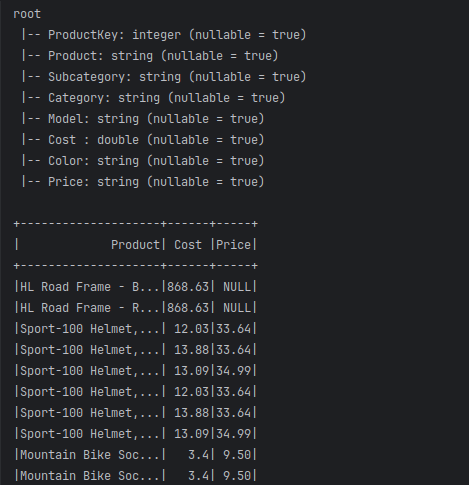 root
 |-- ProductKey: integer (nullable = true)
 |-- Product: string (nullable = true)
 |-- Subcategory: string (nullable = true)
 |-- Category: string (nullable = true)
 |-- Model: string (nullable = true)
 |-- Cost : double (nullable = true)
 |-- Color: string (nullable = true)
 |-- Price: string (nullable = true)

+--------------------+------+-----+
|             Product| Cost |Price|
+--------------------+------+-----+
|HL Road Frame - B...|868.63| NULL|
|HL Road Frame - R...|868.63| NULL|
|Sport-100 Helmet,...| 12.03|33.64|
|Sport-100 Helmet,...| 13.88|33.64|
|Sport-100 Helmet,...| 13.09|34.99|
|Sport-100 Helmet,...| 12.03|33.64|
|Sport-100 Helmet,...| 13.88|33.64|
|Sport-100 Helmet,...| 13.09|34.99|
|Mountain Bike Soc...|   3.4| 9.50|
|Mountain Bike Soc...|   3.4| 9.50|